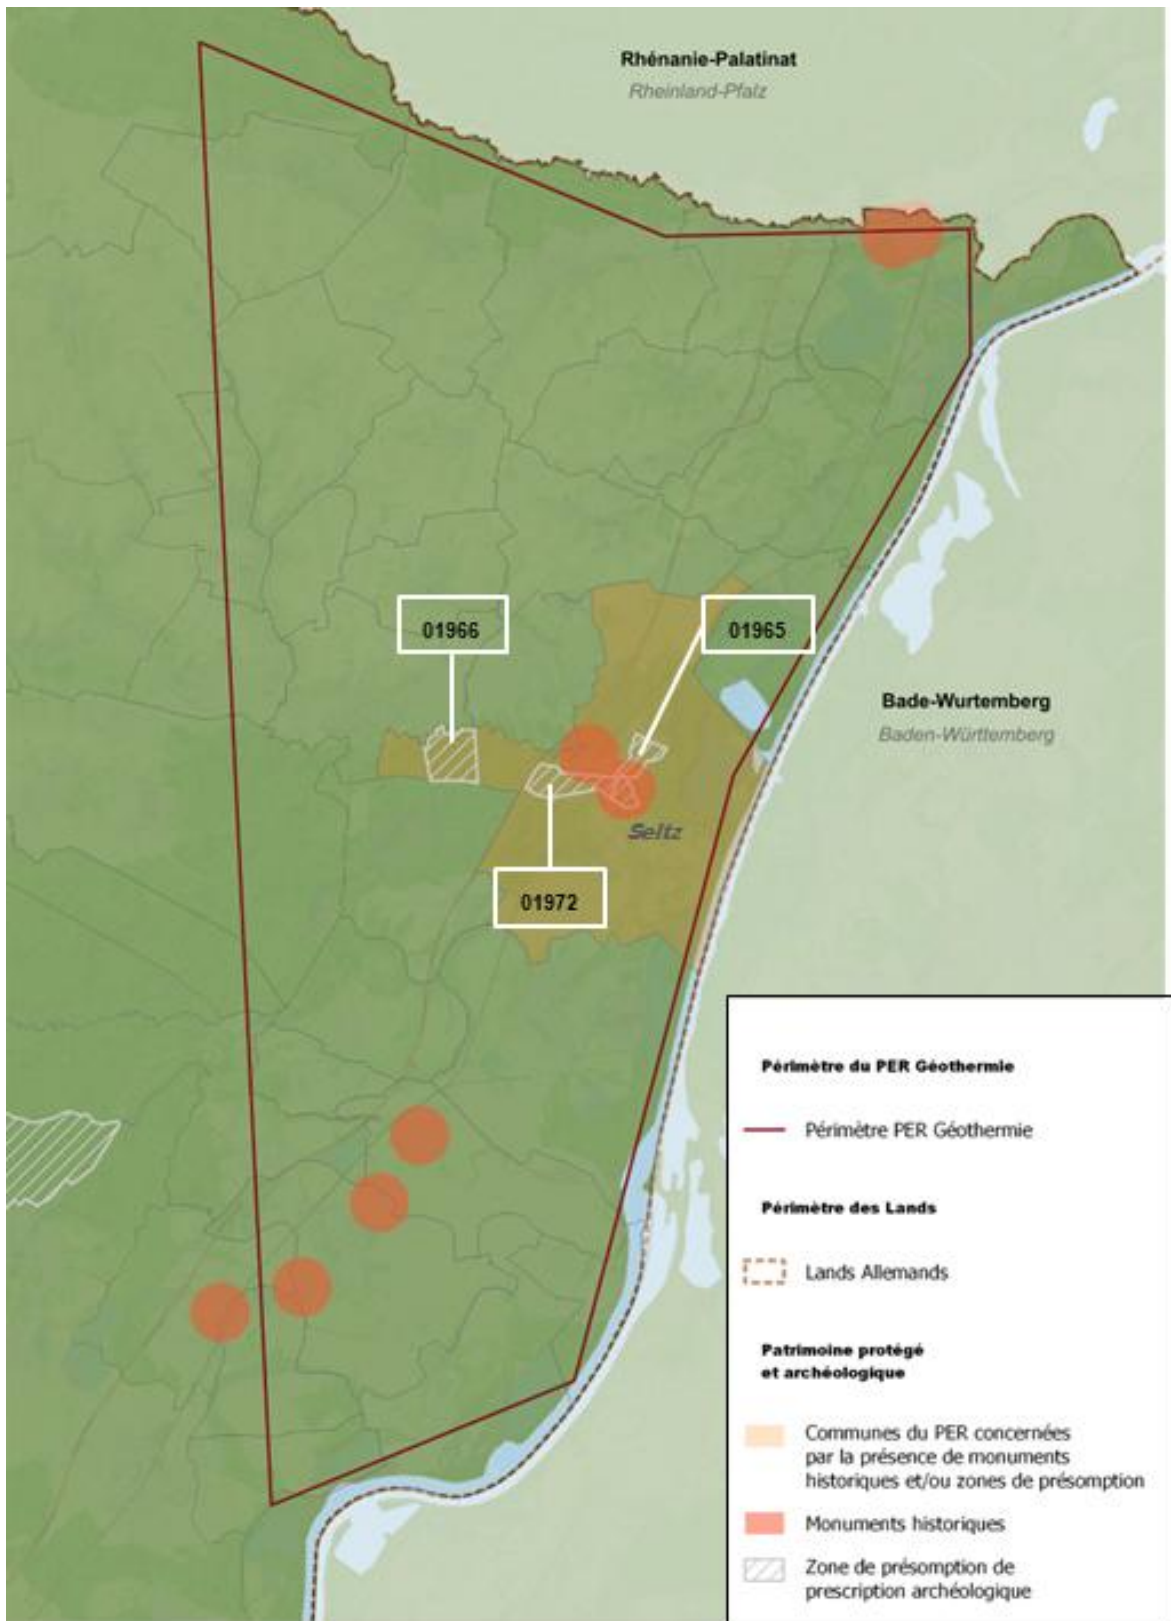 Rhénanie-Palatinat
Rheinland-Pfalz
01966
01965
Bade-Wurtemberg
Baden-Württemberg
Seltz
01972
Périmètre du PER Géothermie
Périmètre PER Géothermie
Périmètre des Lands
Lands Allemands
Patrimoine protégé
et archéologique
Communes du PER concernées
par la présence de monuments
historiques et/ou zones de présomption
Monuments historiques
Zone de présomption de
prescription archéologique